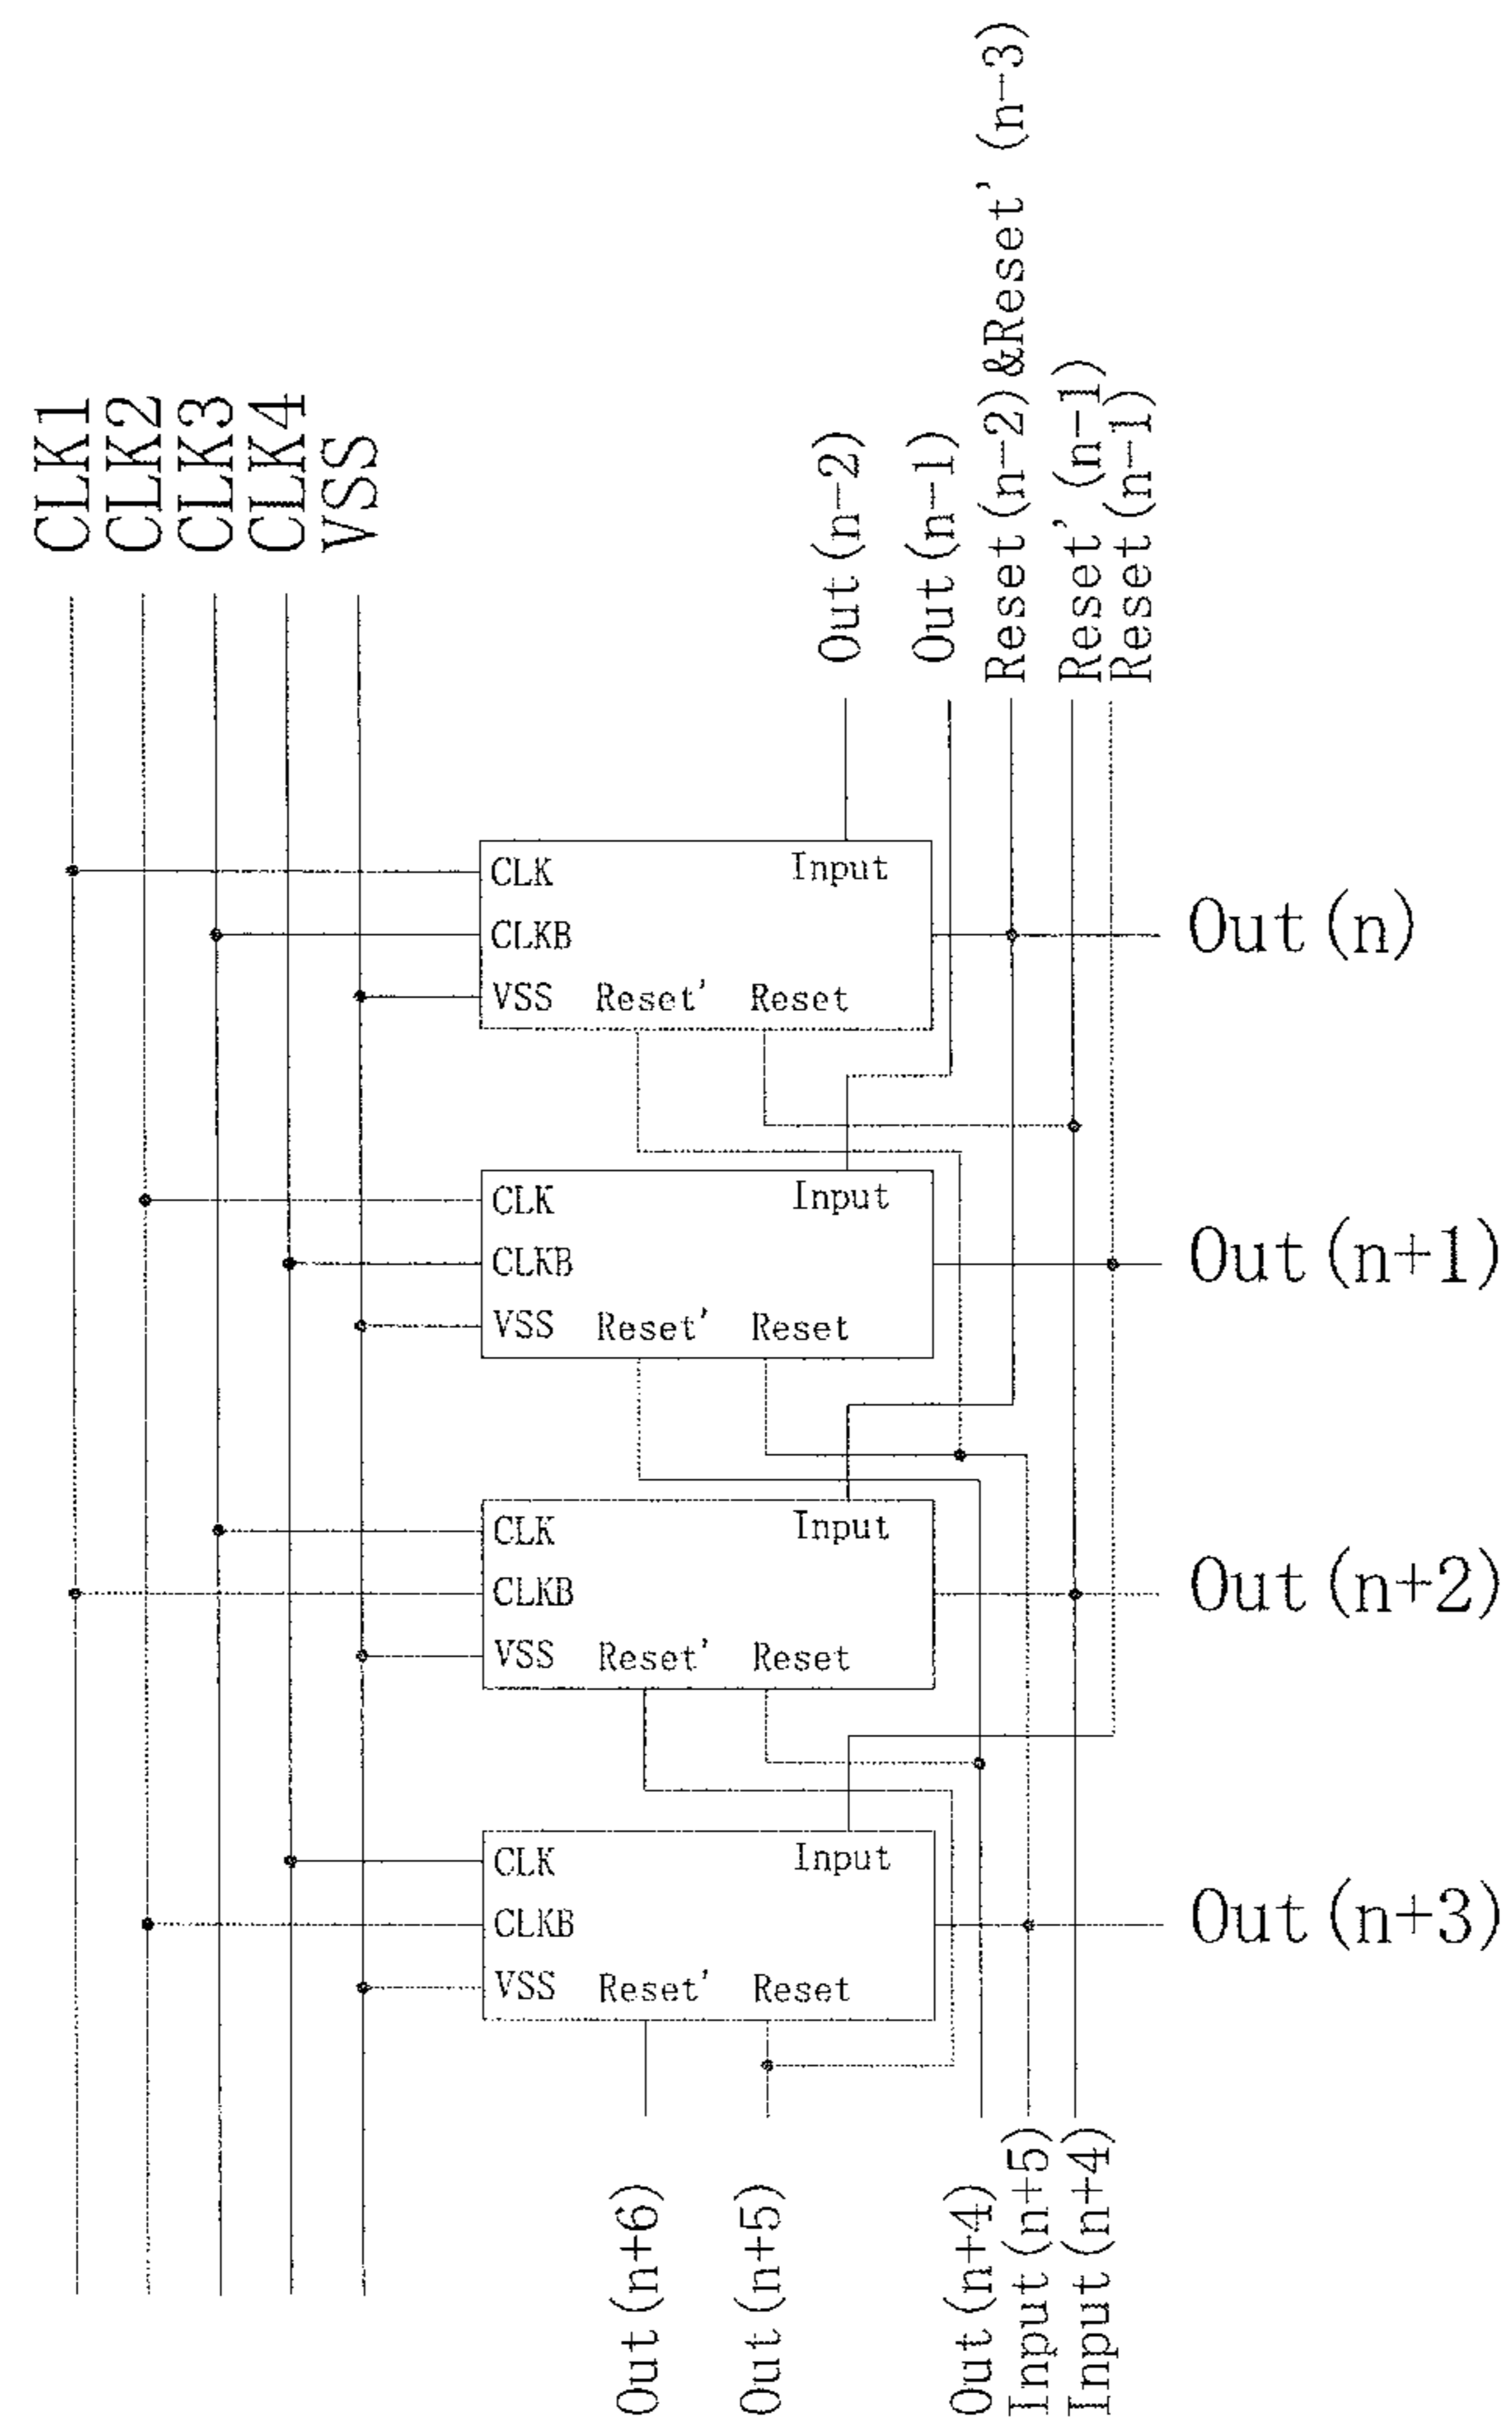 CLK1
CLK2
CLK3
CLK4
VSS
Out(n-2)
Out(n-1)
Reset(n-2)&Reset'(n-3)
Reset'(n-1)
Reset(n-1)
CLK
Input
CLKB
VSS
Reset'
Reset
Out(n)
CLK
Input
CLKB
VSS
Reset'
Reset
Out(n+1)
CLK
Input
CLKB
VSS
Reset'
Reset
Out(n+2)
CLK
Input
CLKB
VSS
Reset'
Reset
Out(n+3)
Out(n+6)
Out(n+5)
Out(n+4)
Input(n+5)
Input(n+4)